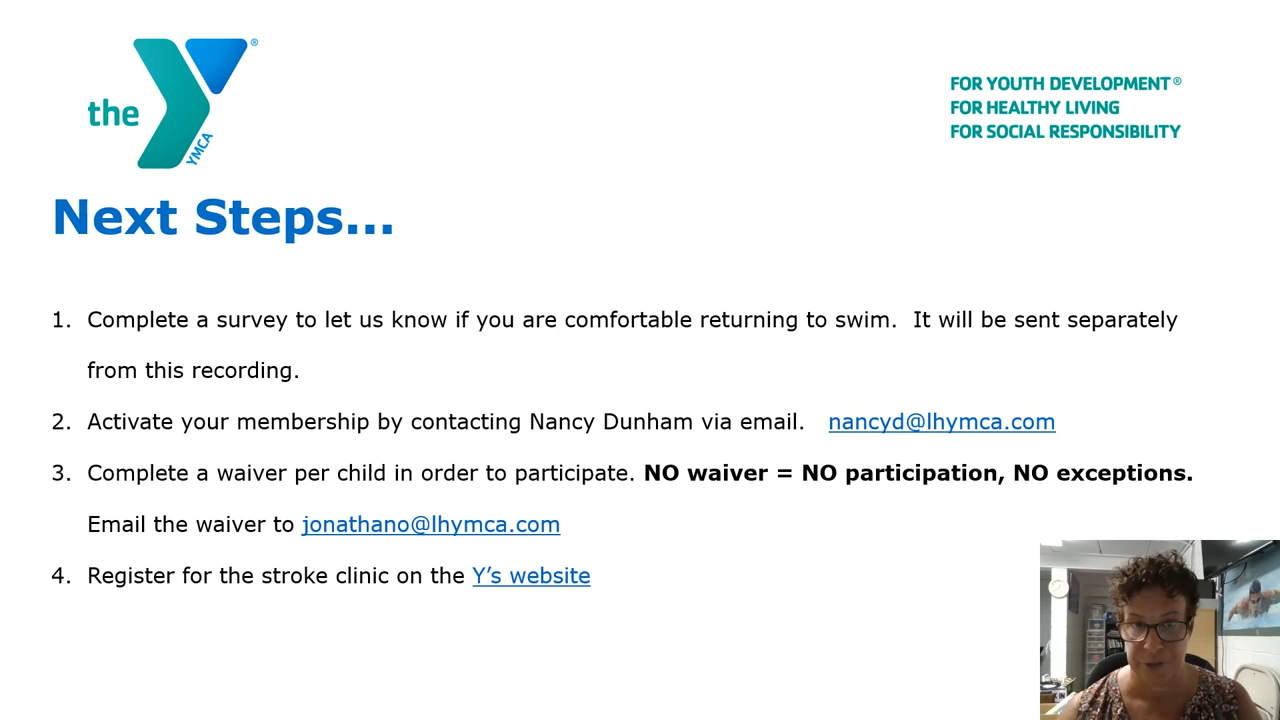 the
YMCA
®
FOR YOUTH DEVELOPMENT®
FOR HEALTHY LIVING
FOR SOCIAL RESPONSIBILITY
Next Steps...
1. Complete a survey to let us know if you are comfortable returning to swim. It will be sent separately
from this recording.
2. Activate your membership by contacting Nancy Dunham via email. nancyd@lhymca.com
3. Complete a waiver per child in order to participate. NO waiver = NO participation, NO exceptions.
Email the waiver to jonathano@lhymca.com
4. Register for the stroke clinic on the Y’s website